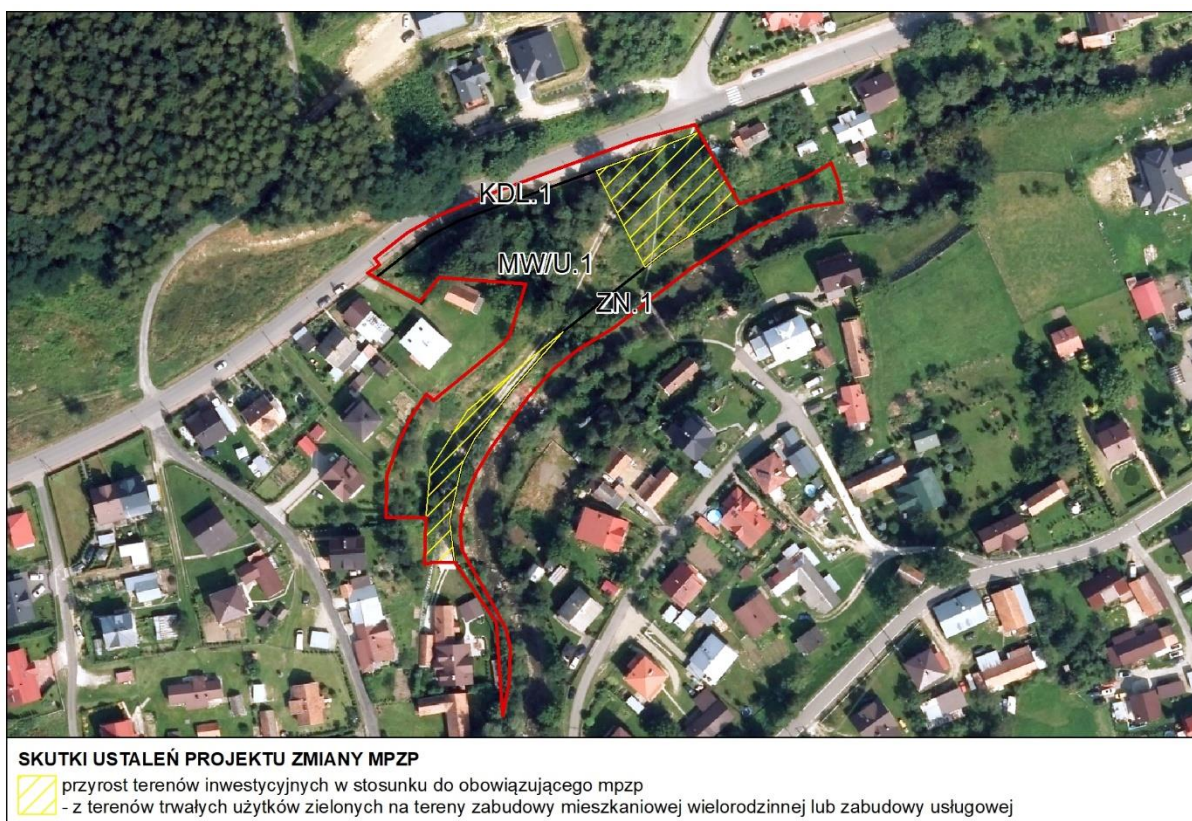 KDL.1
MW/U.1
ZN.1
SKUTKI USTALEŃ PROJEKTU ZMIANY MPZP
przyrost terenów inwestycyjnych w stosunku do obowiązującego mpzp
- z terenów trwałych użytków zielonych na tereny zabudowy mieszkaniowej wielorodzinnej lub zabudowy usługowej